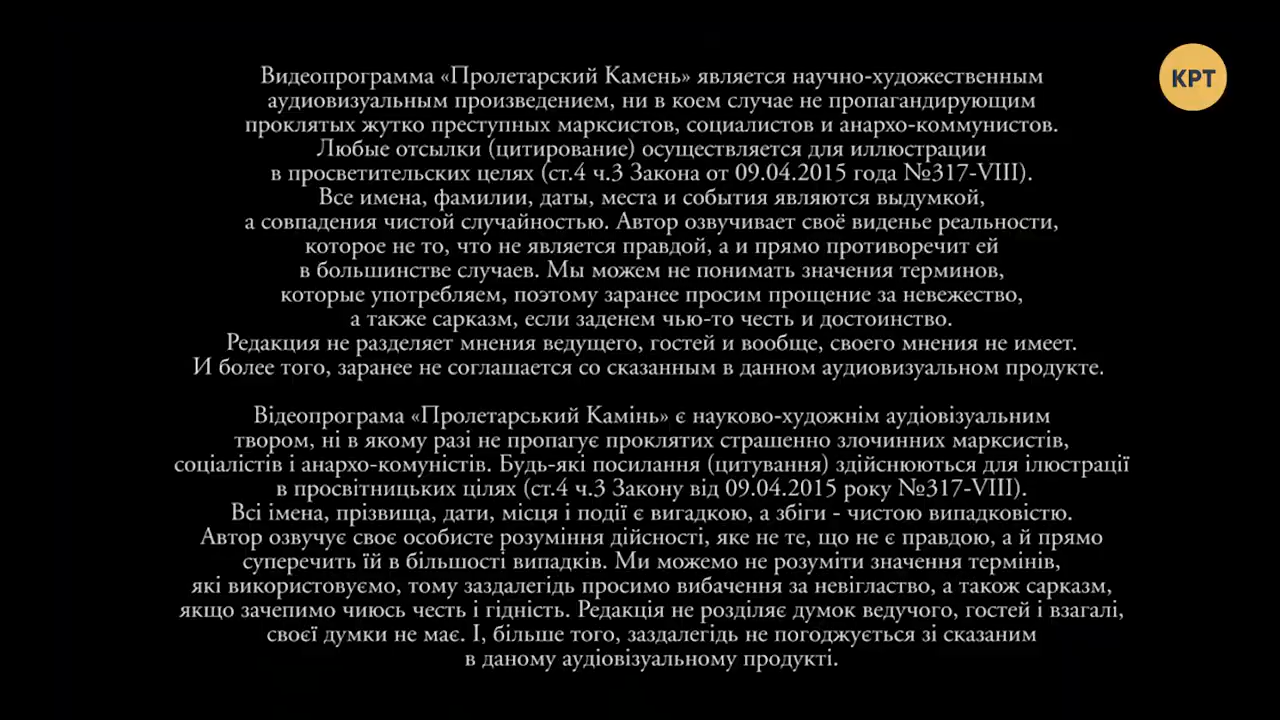 Видеопрограмма «Пролетарский Камень» является научно-художественным
аудиовизуальным произведением, ни в коем случае не пропагандирующим
проклятых жутко преступных марксистов, социалистов и анархо-коммунистов.
Любые отсылки (цитирование) осуществляется для иллюстрации
в просветительских целях (ст.4 ч.3 Закона от 09.04.2015 года №317-VIII).
Все имена, фамилии, даты, места и события являются выдумкой,
а совпадения чистой случайностью. Автор озвучивает своё виденье реальности,
которое не то, что не является правдой, а и прямо противоречит ей
в большинстве случаев. Мы можем не понимать значения терминов,
которые употребляем, поэтому заранее просим прощение за невежество,
а также сарказм, если заденем чью-то честь и достоинство.
Редакция не разделяет мнения ведущего, гостей и вообще, своего мнения не имеет.
И более того, заранее не соглашается со сказанным в данном аудиовизуальном продукте.
Відеопрограма «Пролетарський Камінь» є науково-художнім аудіовізуальним
твором, ні в якому разі не пропагує проклятих страшенно злочинних марксистів,
соціалістів і анархо-комуністів. Будь-які посилання (цитування) здійснюються для ілюстрації
в просвітницьких цілях (ст.4 ч.3 Закону від 09.04.2015 року №317-VIII).
Всі імена, прізвища, дати, місця і події є вигадкою, а збіги - чистою випадковістю.
Автор озвучує своє особисте розуміння дійсності, яке не те, що не є правдою, а й прямо
суперечить їй в більшості випадків. Ми можемо не розуміти значення термінів,
які використовуємо, тому заздалегідь просимо вибачення за невігластво, а також сарказм,
якщо зачепимо чиюсь честь і гідність. Редакція не розділяє думок ведучого, гостей і взагалі,
своєї думки не має. І, більше того, заздалегідь не погоджується зі сказаним
в даному аудіовізуальному продукті.
КРТ